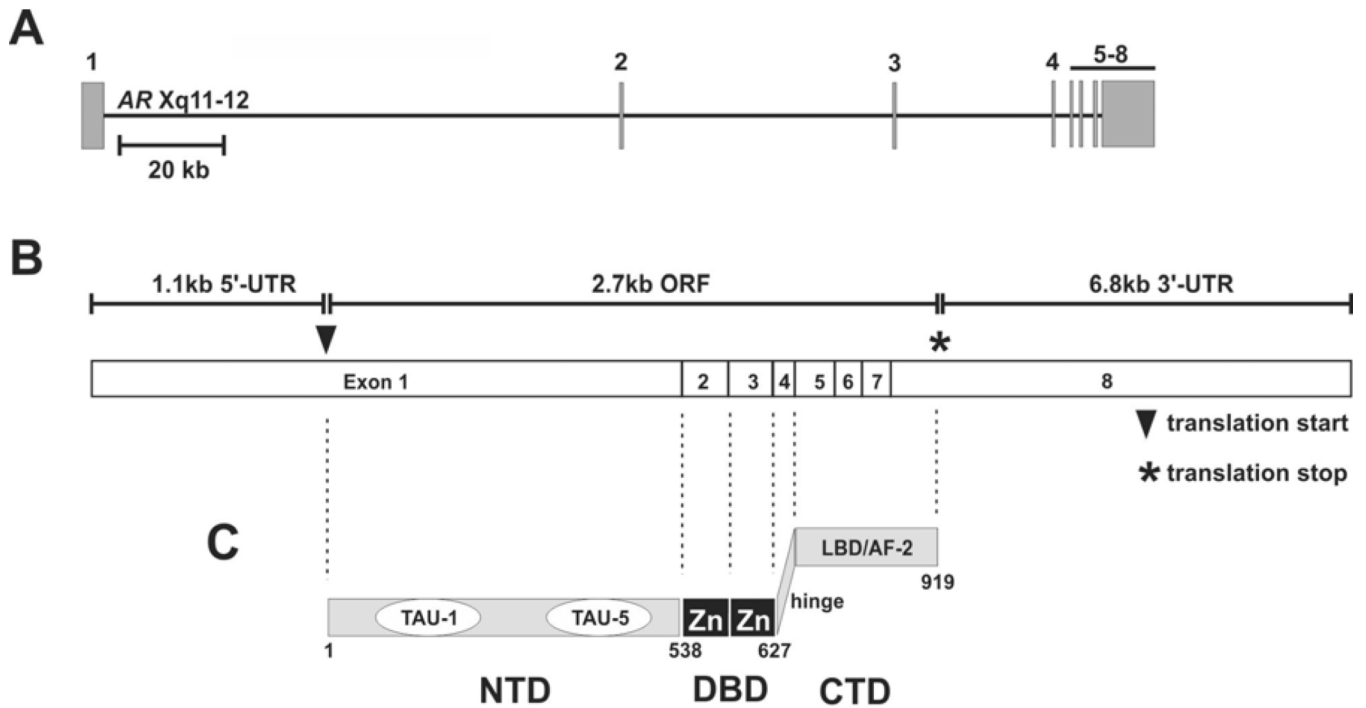 A
1
2
3
4
5-8
AR Xq11-12
20 kb
B
1.1kb 5'-UTR
2.7kb ORF
6.8kb 3'-UTR
*
Exon 1
2
3
4
5
6
7
8
translation start
* translation stop
C
LBD/AF-2
919
hinge
TAU-1
TAU-5
Zn
Zn
1
538
627
NTD
DBD
CTD